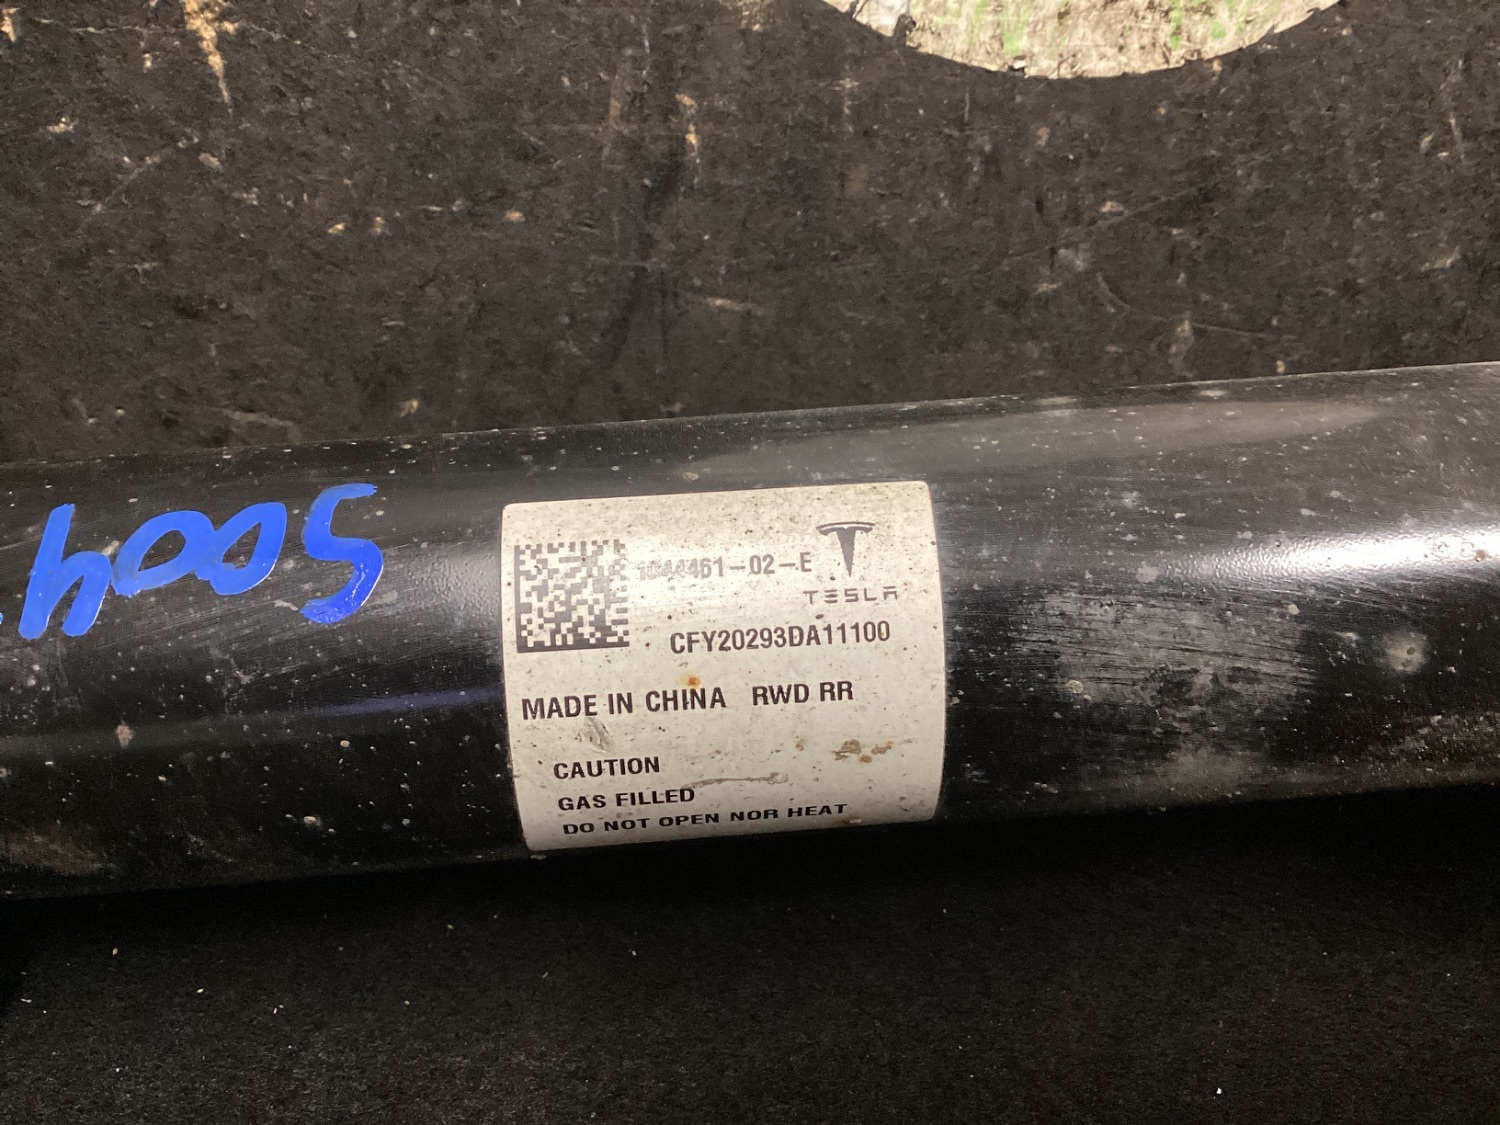 1044461-02-E
TESLA
CFY20293DA11100
MADE IN CHINA RWD RR
CAUTION
GAS FILLED
DO NOT OPEN NOR HEAT